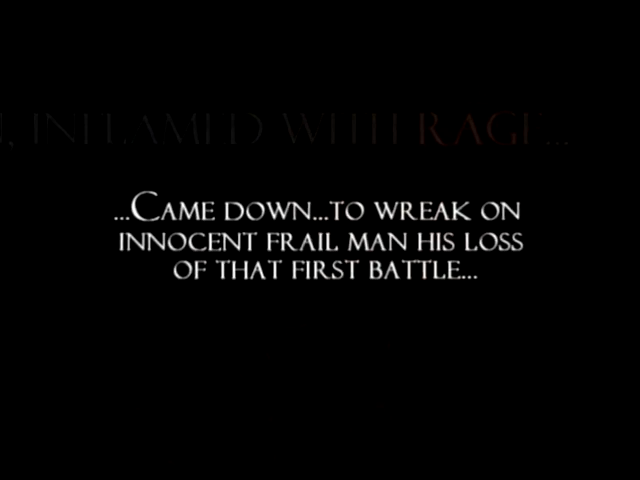 , INFLAMED WITH RAGE...
...CAME DOWN...TO WREAK ON
INNOCENT FRAIL MAN HIS LOSS
OF THAT FIRST BATTLE...